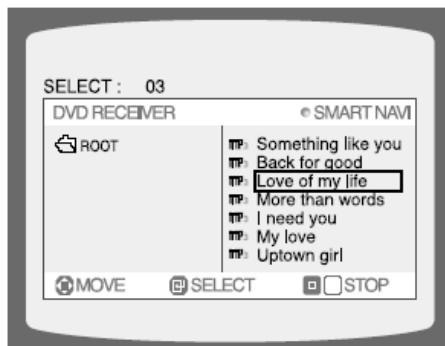 SELECT : 03
DVD RECEIVER SMART NAVI
ROOT
Something like you
Back for good
Love of my life
More than words
I need you
My love
Uptown girl
MOVE SELECT STOP